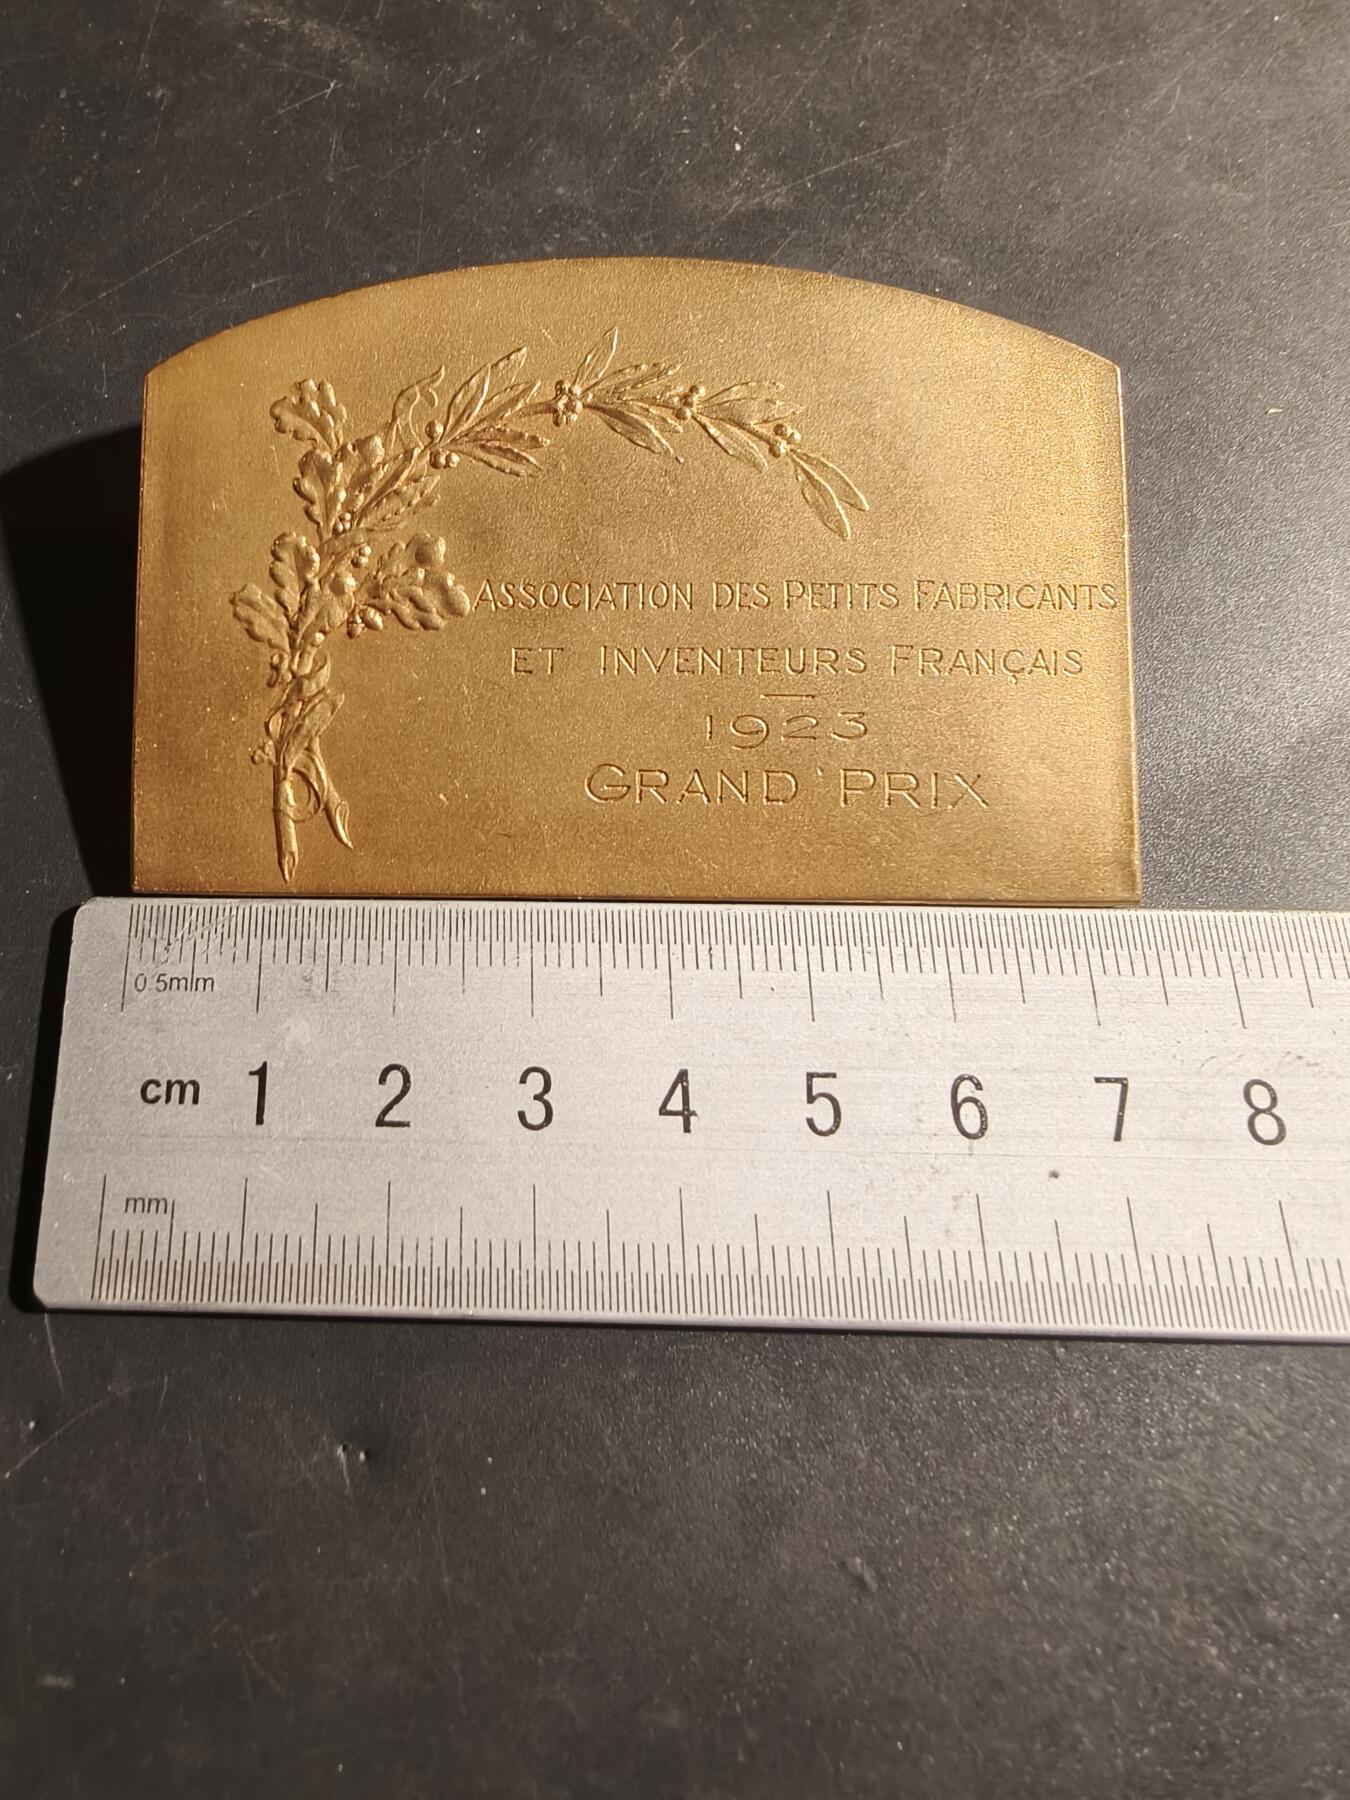 ASSOCIATION DES PETITS FABRICANTS
ET INVENTEURS FRANÇAIS
1923
GRAND PRIX
0.5mm
cm 1 2 3 4 5 6 7 8
mm